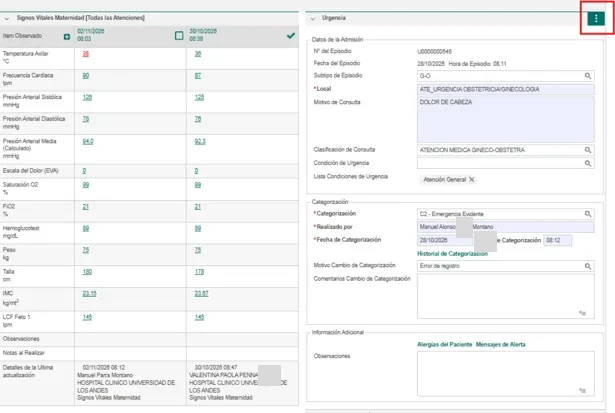 Signos Vitales Maternidad [Todas las Atenciones]
Item Observado
02/11/2026
08:03
30/10/2026
08:38
Temperatura Axilar
°C
38
36
Frecuencia Cardiaca
lpm
90
87
Presión Arterial Sistólica
mmHg
126
125
Presión Arterial Diastólica
mmHg
78
76
Presión Arterial Media
(Calculado)
mmHg
94.0
92.3
Escala del Dolor (EVA)
0
0
Saturación O2
%
99
99
FiO2
%
21
21
Hemoglucotest
mg/dL
89
89
Peso
kg
75
75
Talla
cm
180
178
IMC
kg/mt²
23.15
23.67
LCF Feto 1
lpm
145
145
Observaciones
Notas al Realizar
Detalles de la Ultima
actualización
02/11/2026 08:12
Manuel Parra Montano
HOSPITAL CLINICO UNIVERSIDAD DE
LOS ANDES
Signos Vitales Maternidad
30/10/2026 08:47
VALENTINA PAOLA PENNA
HOSPITAL CLINICO UNIVERSIDAD DE
LOS ANDES
Signos Vitales Maternidad
Urgencia
Datos de la Admisión
N° del Episodio
U0000000545
Fecha del Episodio
28/10/2026 Hora de Episodio 08:11
Subtipo de Episodio
G-O
*Local
ATE_URGENCIA OBSTETRICIA/GINECOLOGIA
Motivo de Consulta
DOLOR DE CABEZA
Clasificación de Consulta
ATENCION MEDICA GINECO-OBSTETRA
Condición de Urgencia
Lista Condiciones de Urgencia
Atención General
Categorización
*Categorización
C2 - Emergencia Evidente
*Realizado por
Manuel Alonso Montano
*Fecha de Categorización
28/10/2026
de Categorización
08:12
Historial de Categorización
Motivo Cambio de Categorización
Error de registro
Comentarios Cambio de Categorización
Información Adicional
Alergias del Paciente Mensajes de Alerta
Observaciones